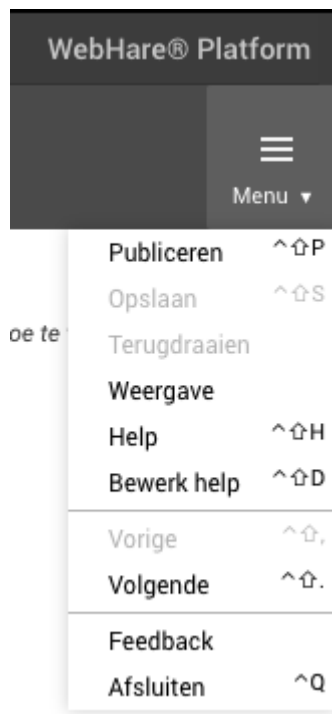 WebHare® Platform
Menu ▾
Publiceren ^⇧P
Opslaan ^⇧S
oe te
Terugdraaien
Weergave
Help ^⇧H
Bewerk help ^⇧D
Vorige ^⇧,
Volgende ^⇧.
Feedback
Afsluiten ^Q